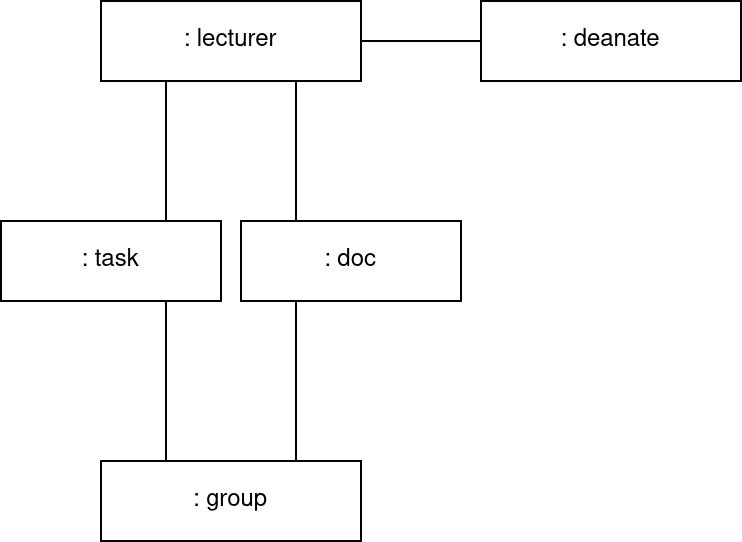 : lecturer
: deanate
: task
: doc
: group